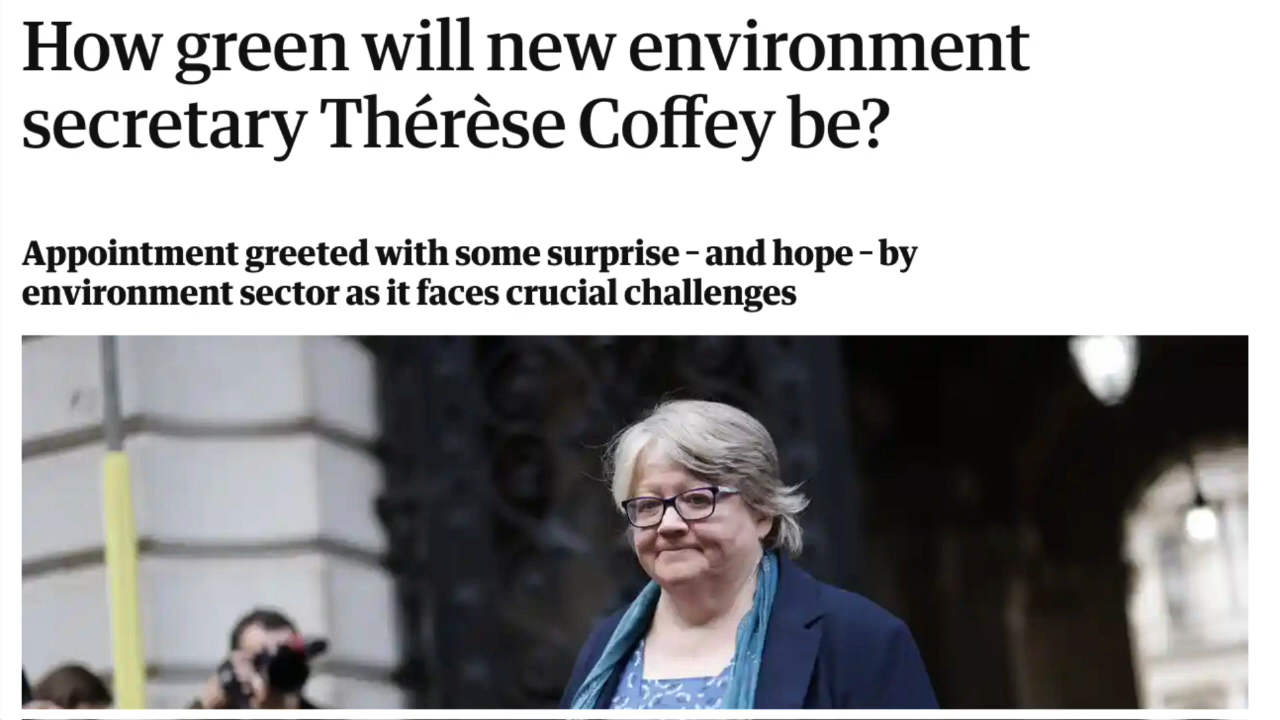 How green will new environment
secretary Thérèse Coffey be?
Appointment greeted with some surprise – and hope – by
environment sector as it faces crucial challenges